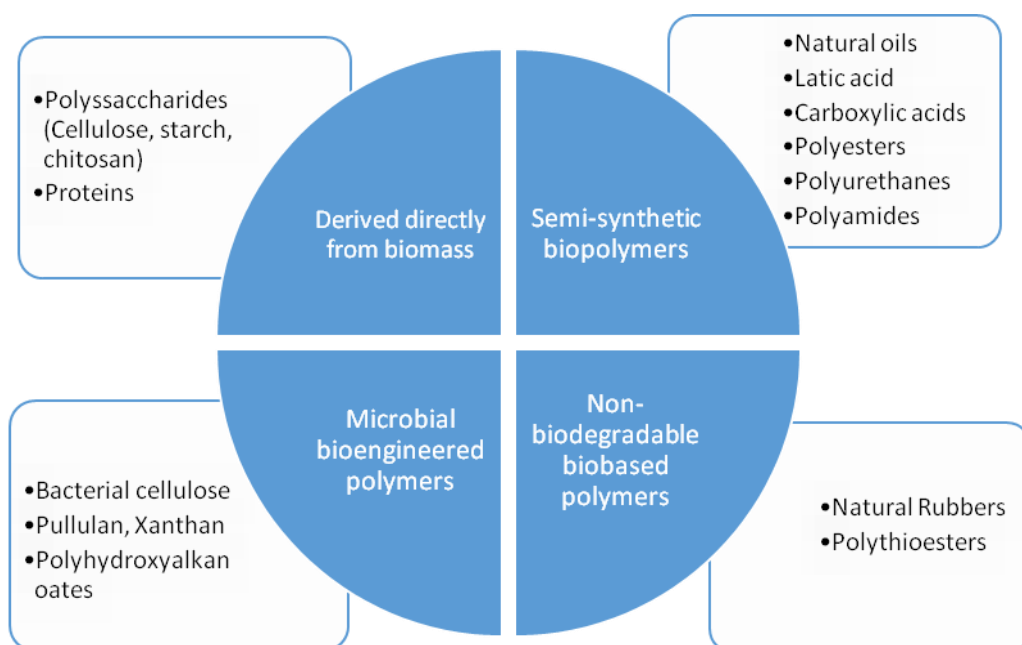 •Polyssaccharides
(Cellulose, starch,
chitosan)
•Proteins
Derived directly
from biomass
Semi-synthetic
biopolymers
•Natural oils
•Latic acid
•Carboxylic acids
•Polyesters
•Polyurethanes
•Polyamides
•Bacterial cellulose
•Pullulan, Xanthan
•Polyhydroxyalkan
oates
Microbial
bioengineered
polymers
Non-
biodegradable
biobased
polymers
•Natural Rubbers
•Polythioesters